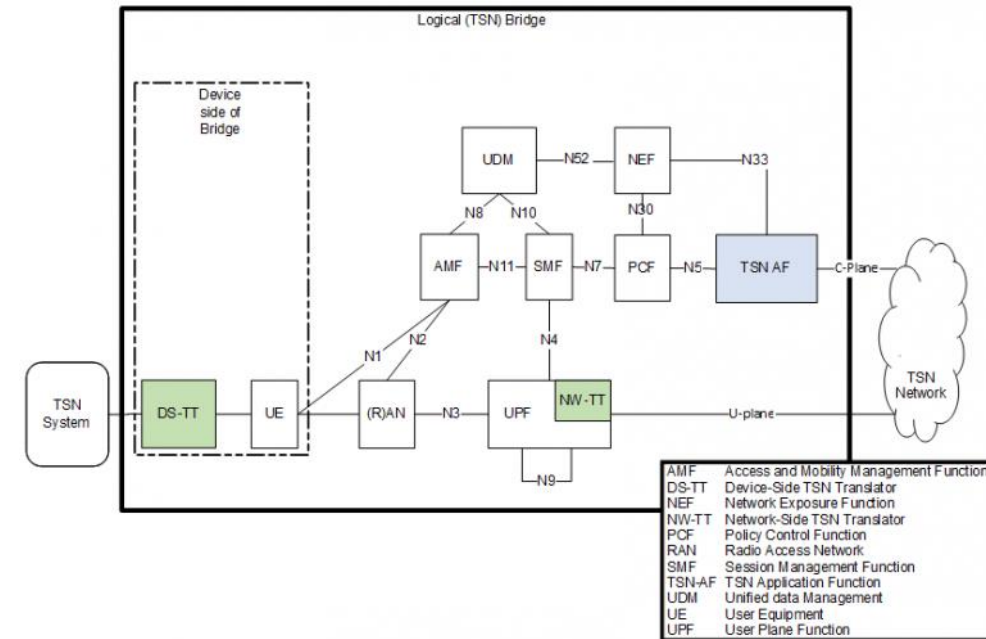 Logical (TSN) Bridge
Device
side of
Bridge
UDM
N52
NEF
N33
N8
N10
N30
AMF
N11
SMF
N7
PCF
N5
TSN AF
C-Plane
N1
N2
N4
TSN
System
DS-TT
UE
(R)AN
N3
UPF
NW-TT
U-plane
TSN
Network
N9
AMF Access and Mobility Management Function
DS-TT Device-Side TSN Translator
NEF Network Exposure Function
NW-TT Network-Side TSN Translator
PCF Policy Control Function
RAN Radio Access Network
SMF Session Management Function
TSN-AF TSN Application Function
UDM Unified data Management
UE User Equipment
UPF User Plane Function